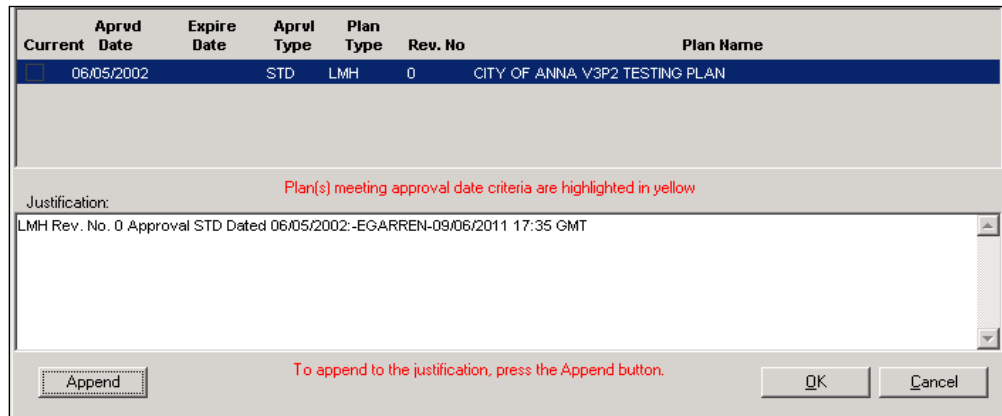 Current Aprvd Date Expire Date Aprvl Type Plan Type Rev. No Plan Name
06/05/2002 STD LMH 0 CITY OF ANNA V3P2 TESTING PLAN
Plan(s) meeting approval date criteria are highlighted in yellow
Justification:
LMH Rev. No. 0 Approval STD Dated 06/05/2002:-EGARREN-09/06/2011 17:35 GMT
To append to the justification, press the Append button.
Append OK Cancel